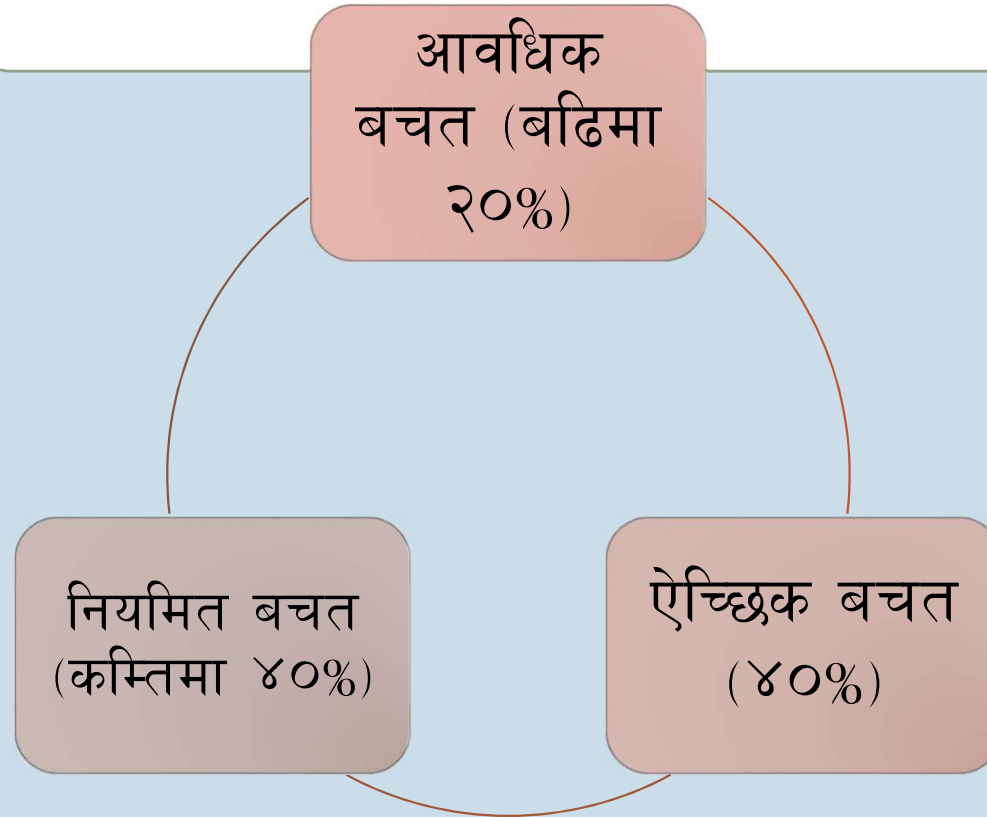 आवधिक
बचत (बढिमा
२०%)
नियमित बचत
(कम्तिमा ४०%)
ऐच्छिक बचत
(४०%)